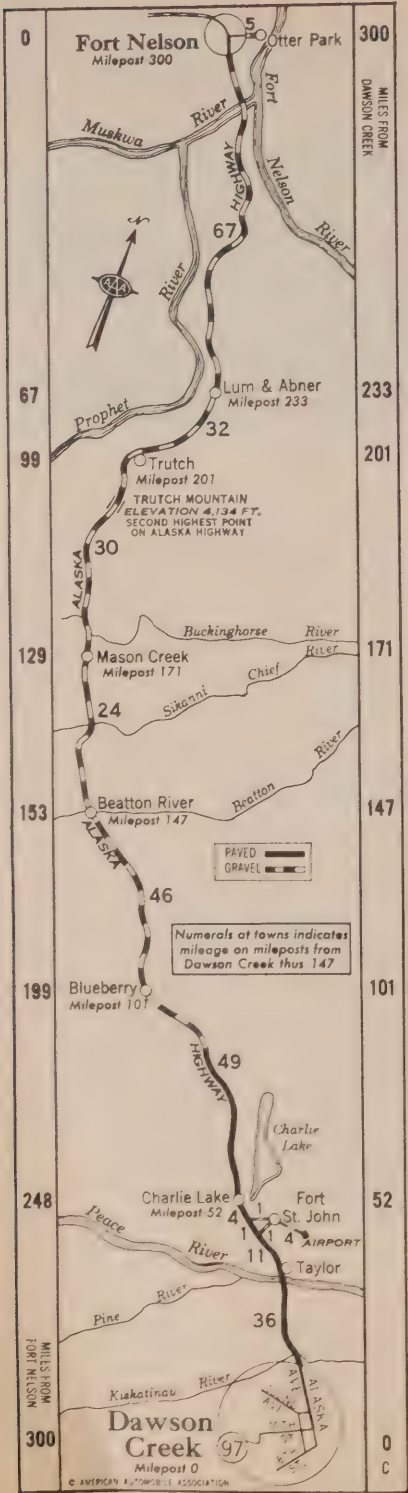 0
Fort Nelson
Milepost 300
5
Otter Park
300
MILES FROM
DAWSON CREEK
Fort
Nelson
River
Muskwa River
HIGHWAY
N
AAA
67
River
Prophet
67
Lum & Abner
Milepost 233
233
32
99
Trutch
Milepost 201
201
TRUTCH MOUNTAIN
ELEVATION 4,134 FT.
SECOND HIGHEST POINT
ON ALASKA HIGHWAY
30
ALASKA
Buckinghorse River
129
Mason Creek
Milepost 171
171
Sikanni Chief River
24
Beatton River
153
Beatton River
Milepost 147
147
ALASKA
PAVED
GRAVEL
46
Numerals at towns indicates
mileage on mileposts from
Dawson Creek thus 147
199
Blueberry
Milepost 101
101
49
HIGHWAY
Charlie
Lake
248
Charlie Lake
Milepost 52
52
Fort
St. John
4
1
1
1
4
AIRPORT
11
Peace River
Taylor
36
Pine River
MILES FROM
FORT NELSON
Kiskatinaw River
ALASKA
AVE
Dawson
Creek
Milepost 0
97
300
0
C
© AMERICAN AUTOMOBILE ASSOCIATION